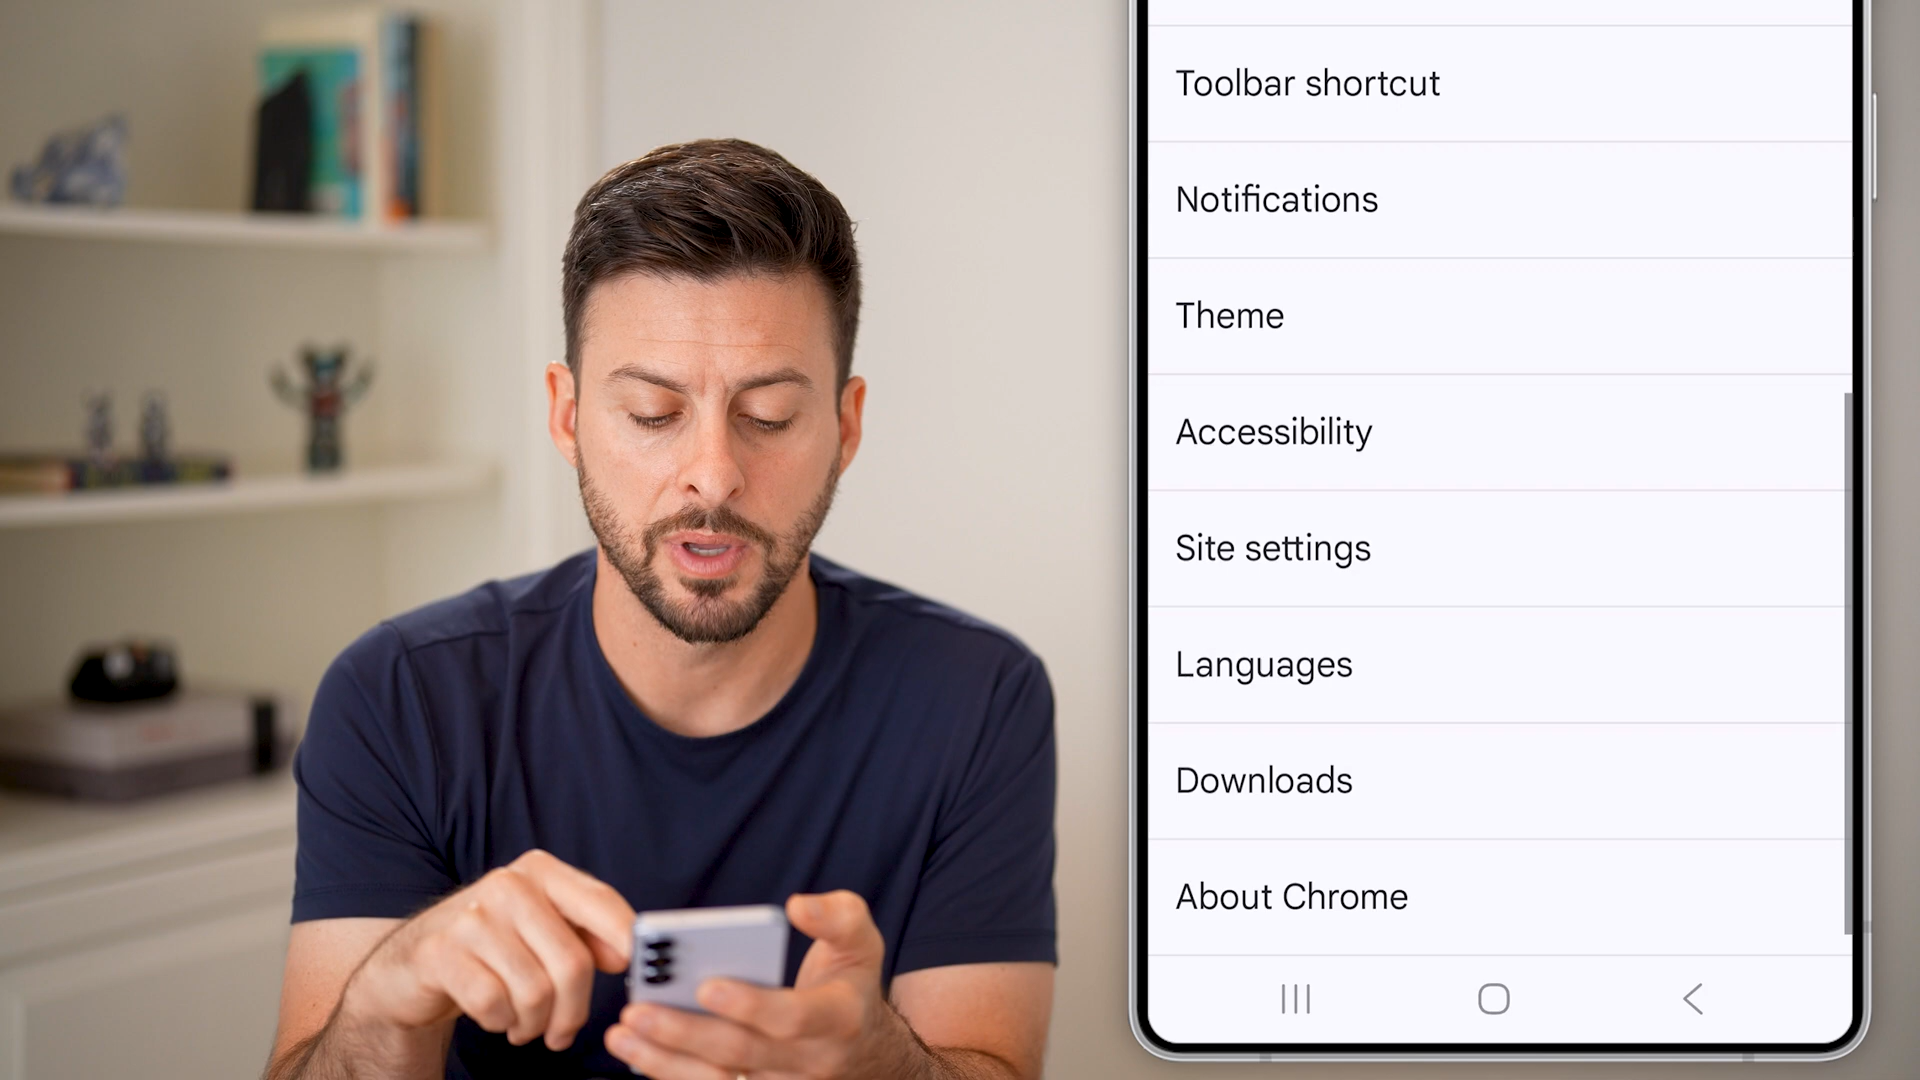 Toolbar shortcut
Notifications
Theme
Accessibility
Site settings
Languages
Downloads
About Chrome